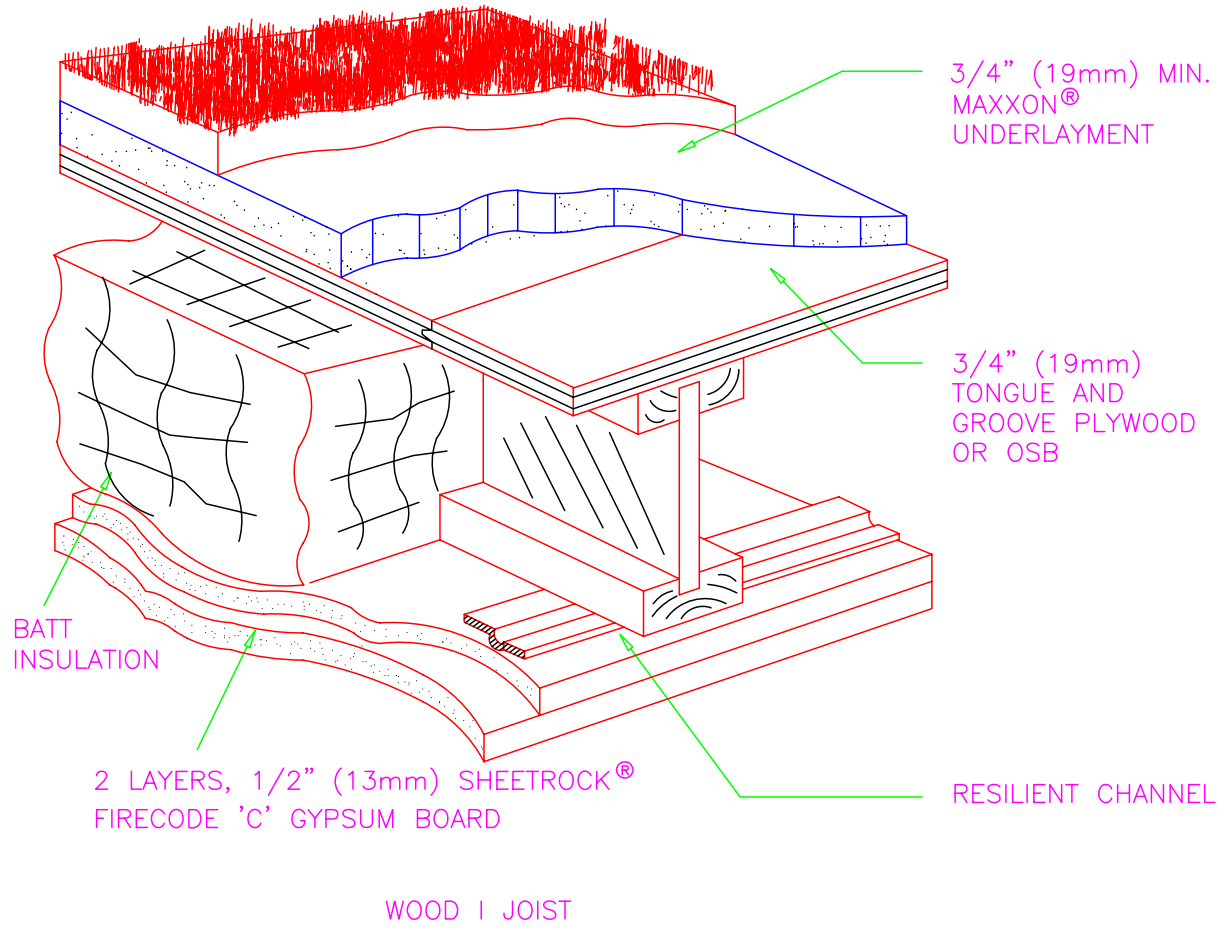 3/4" (19mm) MIN.
MAXXON®
UNDERLAYMENT
3/4" (19mm)
TONGUE AND
GROOVE PLYWOOD
OR OSB
BATT
INSULATION
2 LAYERS, 1/2" (13mm) SHEETROCK®
FIRECODE 'C' GYPSUM BOARD
RESILIENT CHANNEL
WOOD I JOIST